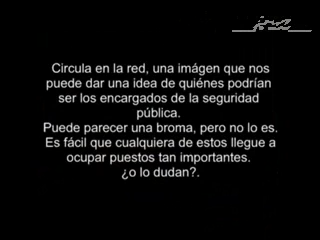 Circula en la red, una imágen que nos
puede dar una idea de quiénes podrían
ser los encargados de la seguridad
pública.
Puede parecer una broma, pero no lo es.
Es fácil que cualquiera de estos llegue a
ocupar puestos tan importantes.
¿o lo dudan?.